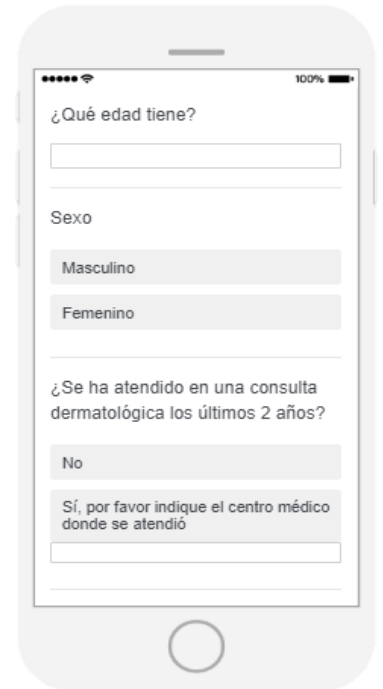 100%
¿Qué edad tiene?
Sexo
Masculino
Femenino
¿Se ha atendido en una consulta
dermatológica los últimos 2 años?
No
Sí, por favor indique el centro médico
donde se atendió